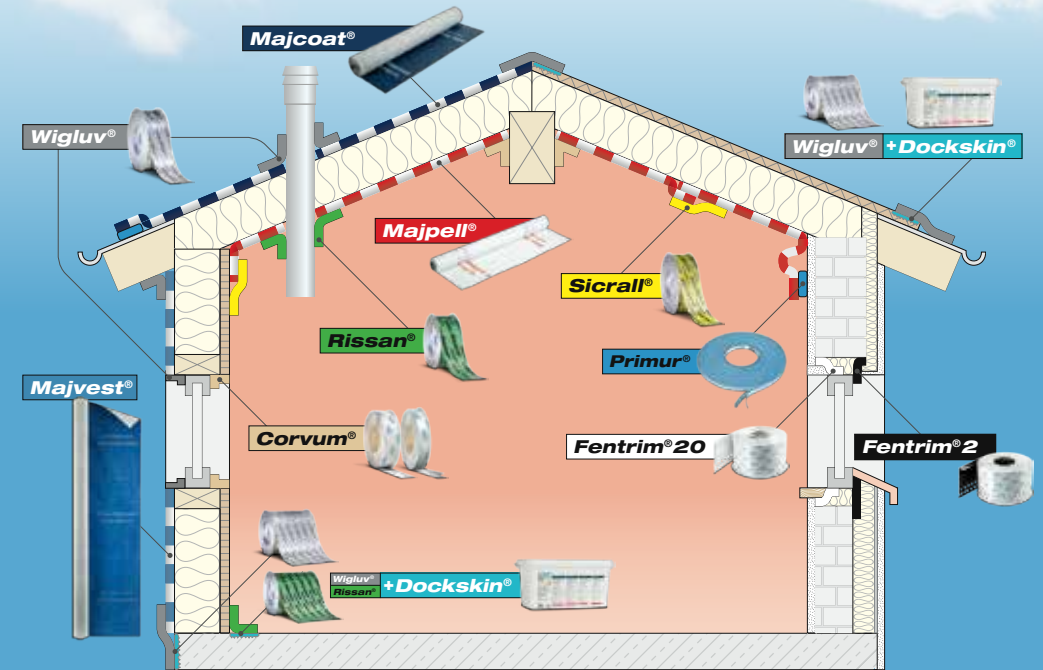 Majcoat®
Wigluv®
Wigluv® +Dockskin®
Majpell®
Sicrall®
Rissan®
Primur®
Majvest®
Corvum®
Fentrim®20
Fentrim®2
Wigluv®
Rissan®
+Dockskin®